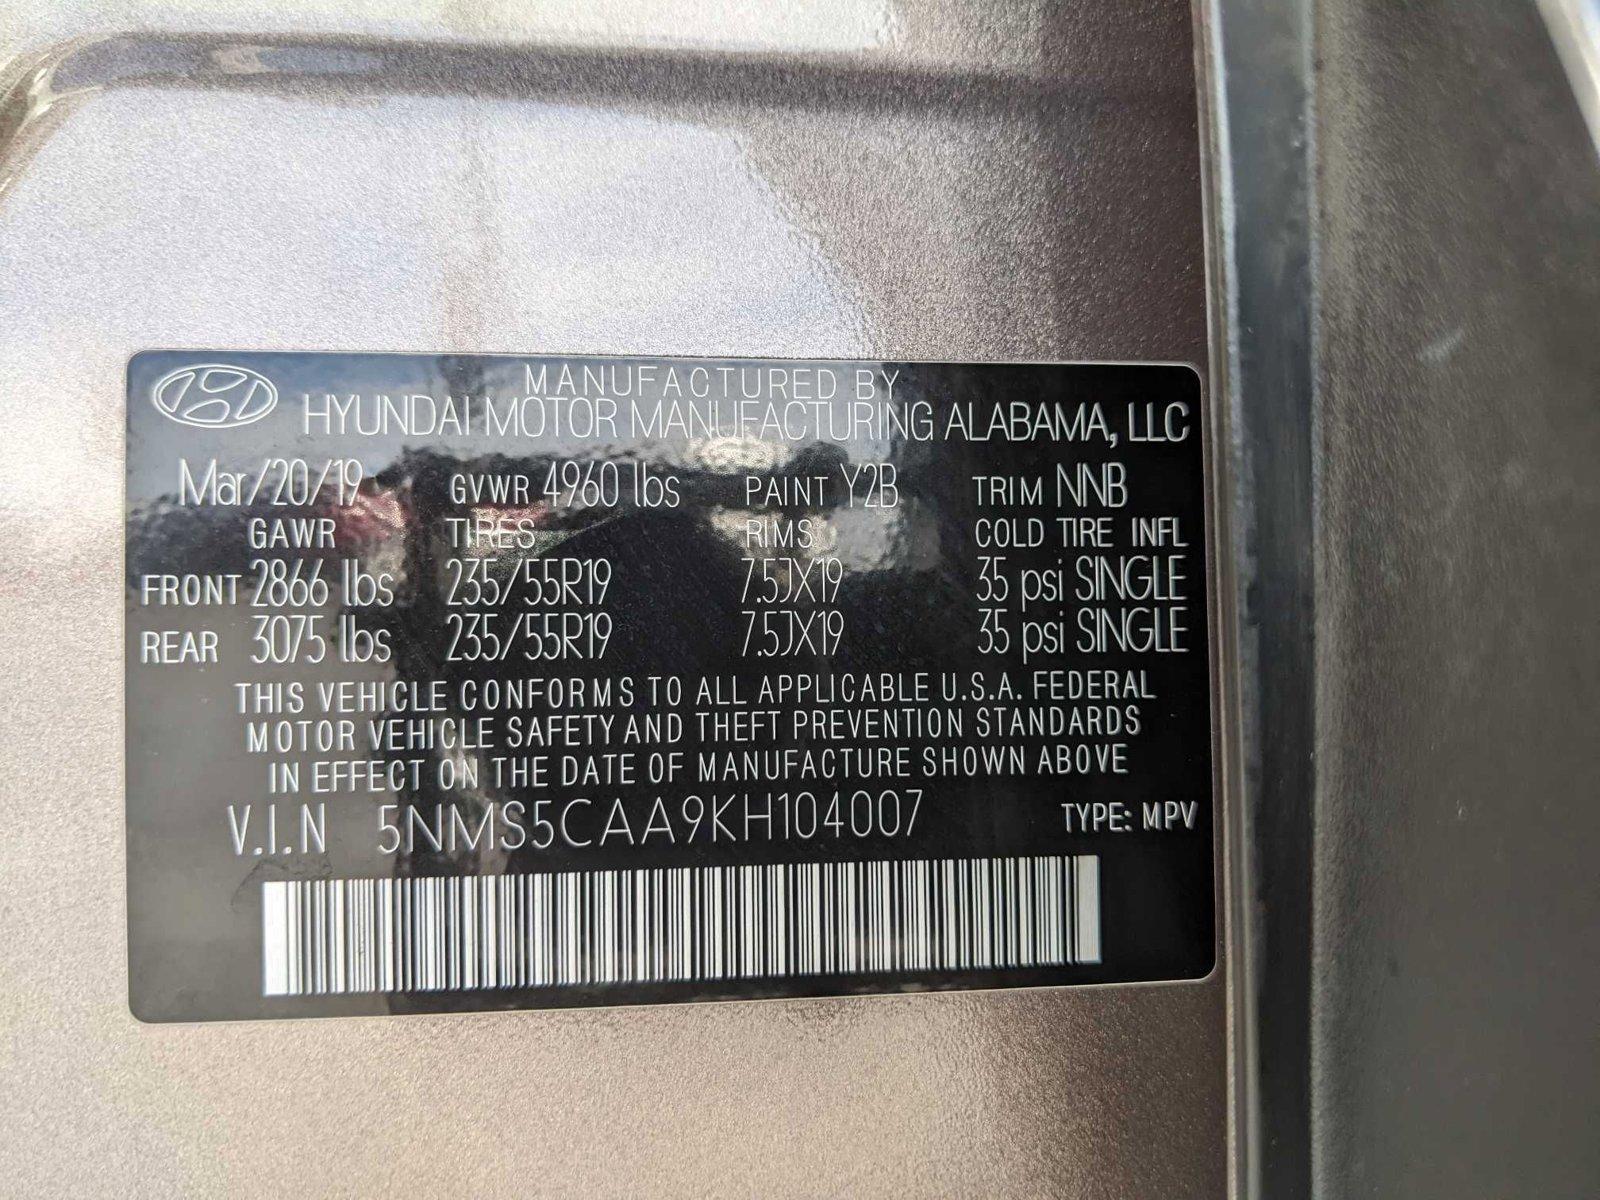 MANUFACTURED BY
HYUNDAI MOTOR MANUFACTURING ALABAMA, LLC
Mar/20/19 GVWR 4960 lbs PAINT Y2B TRIM NNB
GAWR TIRES RIMS COLD TIRE INFL
FRONT 2866 lbs 235/55R19 7.5JX19 35 psi SINGLE
REAR 3075 lbs 235/55R19 7.5JX19 35 psi SINGLE
THIS VEHICLE CONFORMS TO ALL APPLICABLE U.S.A. FEDERAL
MOTOR VEHICLE SAFETY AND THEFT PREVENTION STANDARDS
IN EFFECT ON THE DATE OF MANUFACTURE SHOWN ABOVE
V.I.N 5NMS5CAA9KH104007 TYPE: MPV